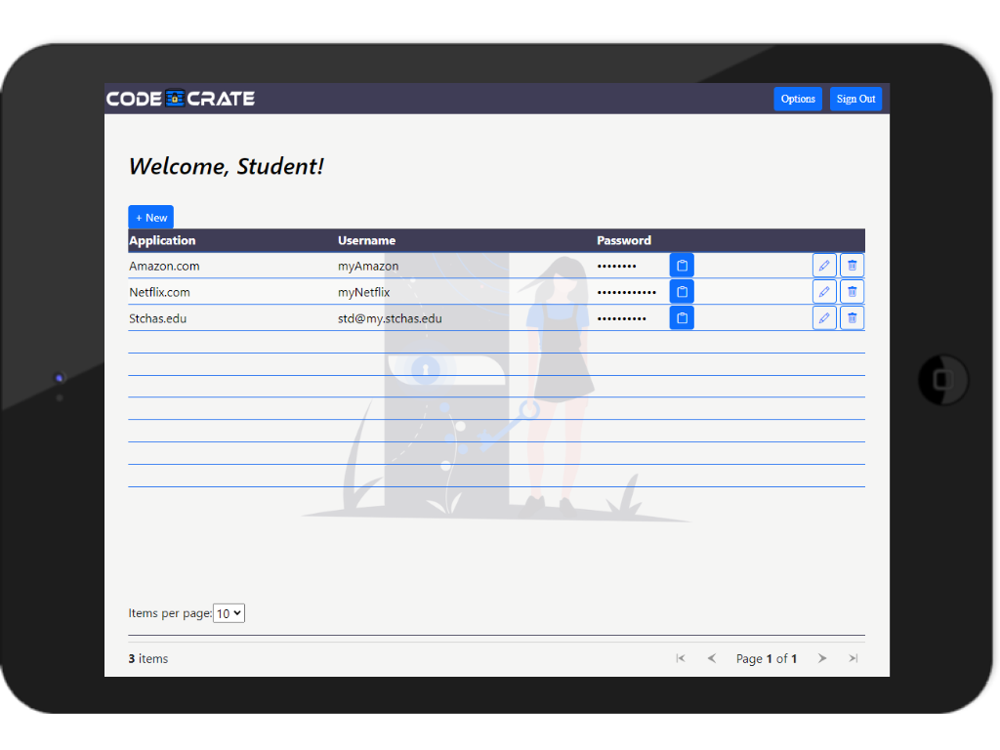 CODE CRATE
Options Sign Out
Welcome, Student!
+ New
Application Username Password
Amazon.com myAmazon ••••••••
Netflix.com myNetflix ••••••••••••
Stchas.edu std@my.stchas.edu ••••••••••
Items per page: 10
3 items Page 1 of 1